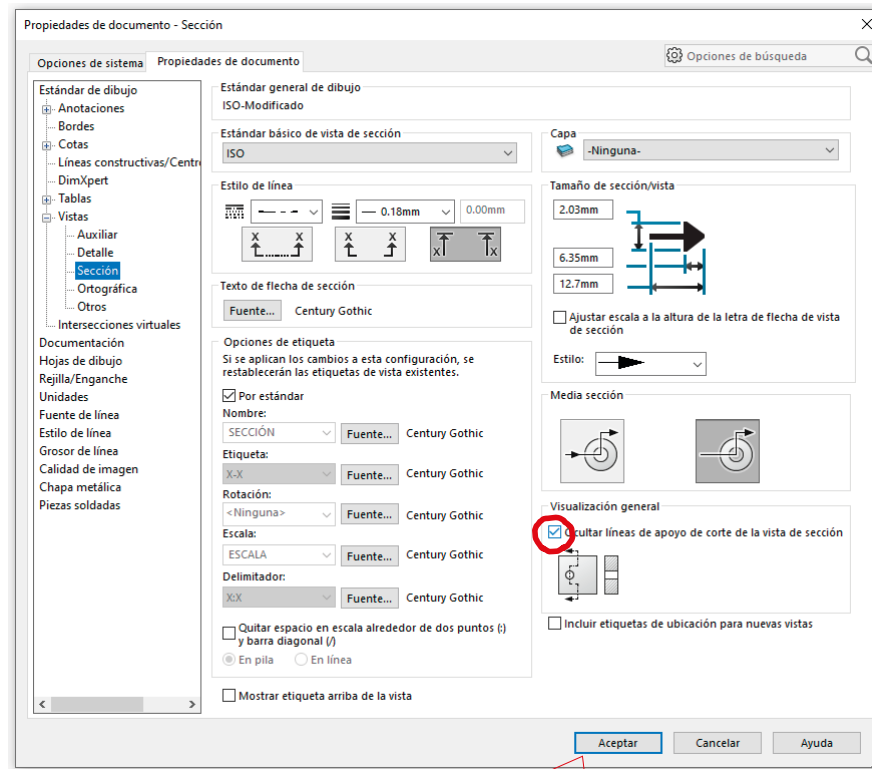 Propiedades de documento - Sección
Opciones de sistema
Propiedades de documento
Opciones de búsqueda
Estándar de dibujo
Anotaciones
Bordes
Cotas
Líneas constructivas/Centr
DimXpert
Tablas
Vistas
Auxiliar
Detalle
Sección
Ortográfica
Otros
Intersecciones virtuales
Documentación
Hojas de dibujo
Rejilla/Enganche
Unidades
Fuente de línea
Estilo de línea
Grosor de línea
Calidad de imagen
Chapa metálica
Piezas soldadas
Estándar general de dibujo
ISO-Modificado
Estándar básico de vista de sección
ISO
Estilo de línea
0.18mm
0.00mm
X X
X X
X X
Texto de flecha de sección
Fuente... Century Gothic
Opciones de etiqueta
Si se aplican los cambios a esta configuración, se
restablecerán las etiquetas de vista existentes.
Por estándar
Nombre:
SECCIÓN Fuente... Century Gothic
Etiqueta:
X-X Fuente... Century Gothic
Rotación:
<Ninguna> Fuente... Century Gothic
Escala:
ESCALA Fuente... Century Gothic
Delimitador:
X:X Fuente... Century Gothic
Quitar espacio en escala alrededor de dos puntos (:)
y barra diagonal (/)
En pila En línea
Mostrar etiqueta arriba de la vista
Capa
-Ninguna-
Tamaño de sección/vista
2.03mm
6.35mm
12.7mm
Ajustar escala a la altura de la letra de flecha de vista
de sección
Estilo:
Media sección
Visualización general
Ocultar líneas de apoyo de corte de la vista de sección
Incluir etiquetas de ubicación para nuevas vistas
Aceptar Cancelar Ayuda